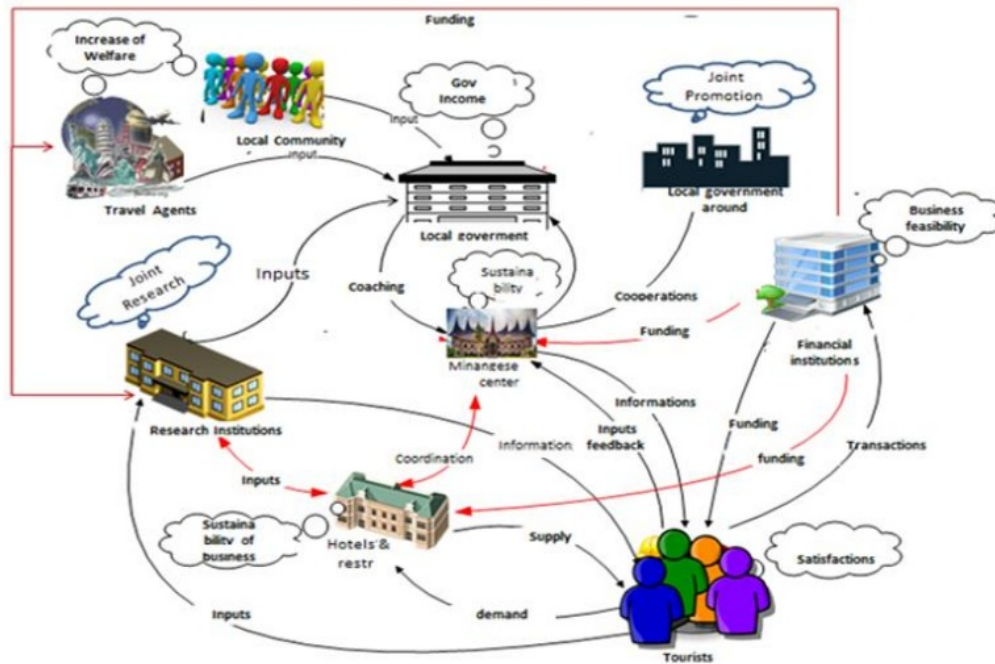 Funding
Increase of
Welfare
Gov
Income
Joint
Promotion
Input
Local Community
input
Travel Agents
Local government
around
Local goverment
Business
feasibility
Joint
Research
Inputs
Coaching
Sustaina
bility
Cooperations
Funding
Minangese
center
Financial
institutions
Research Institutions
Informations
Inputs
feedback
Funding
Transactions
Information:
Coordination
funding
Inputs
Sustaina
bility of
business
Hotels &
restr
Supply
Satisfactions
Inputs
demand
Tourists